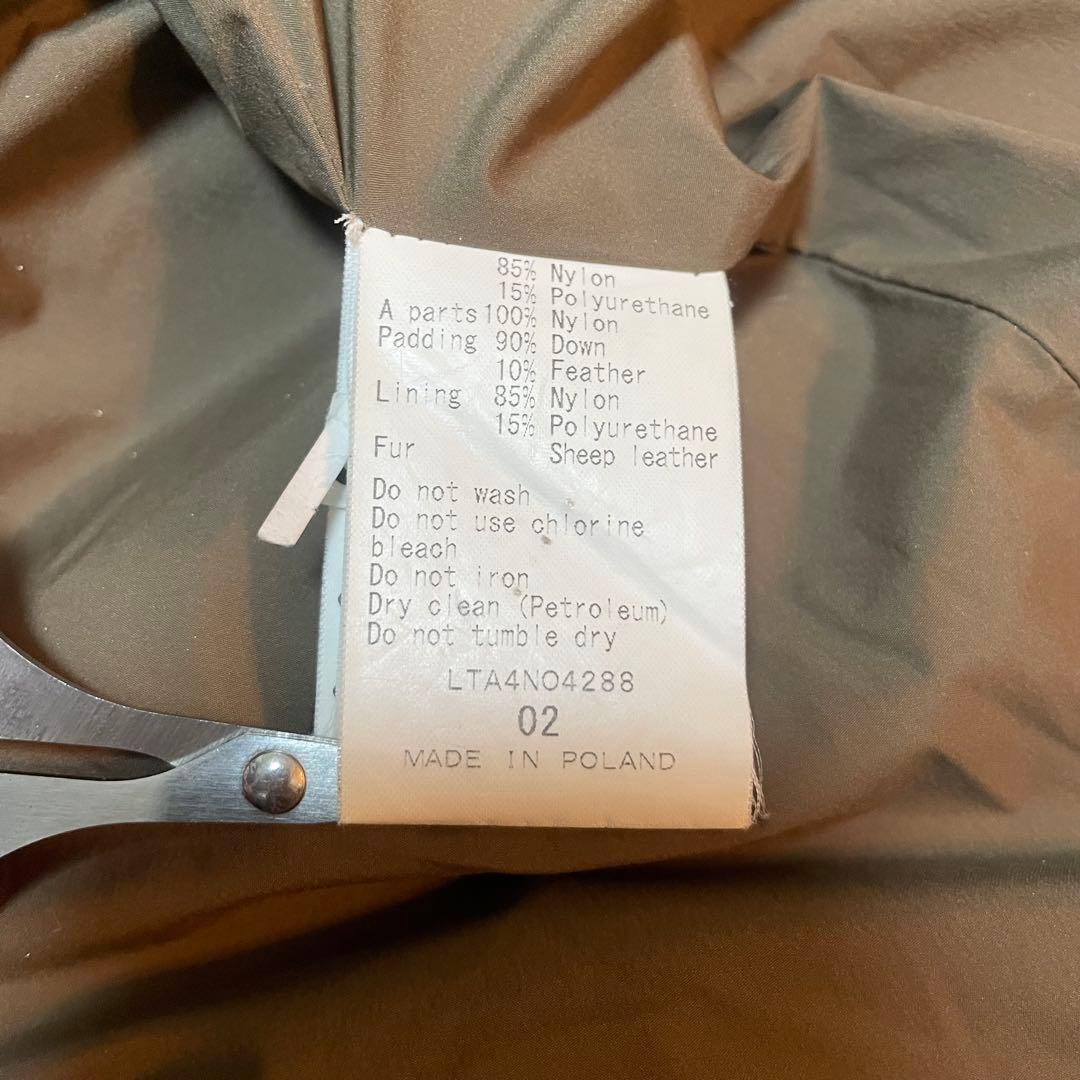 85% Nylon
15% Polyurethane
A parts 100% Nylon
Padding 90% Down
10% Feather
Lining 85% Nylon
15% Polyurethane
Fur Sheep leather
Do not wash
Do not use chlorine
bleach
Do not iron
Dry clean (Petroleum)
Do not tumble dry
LTA4NO4288
02
MADE IN POLAND